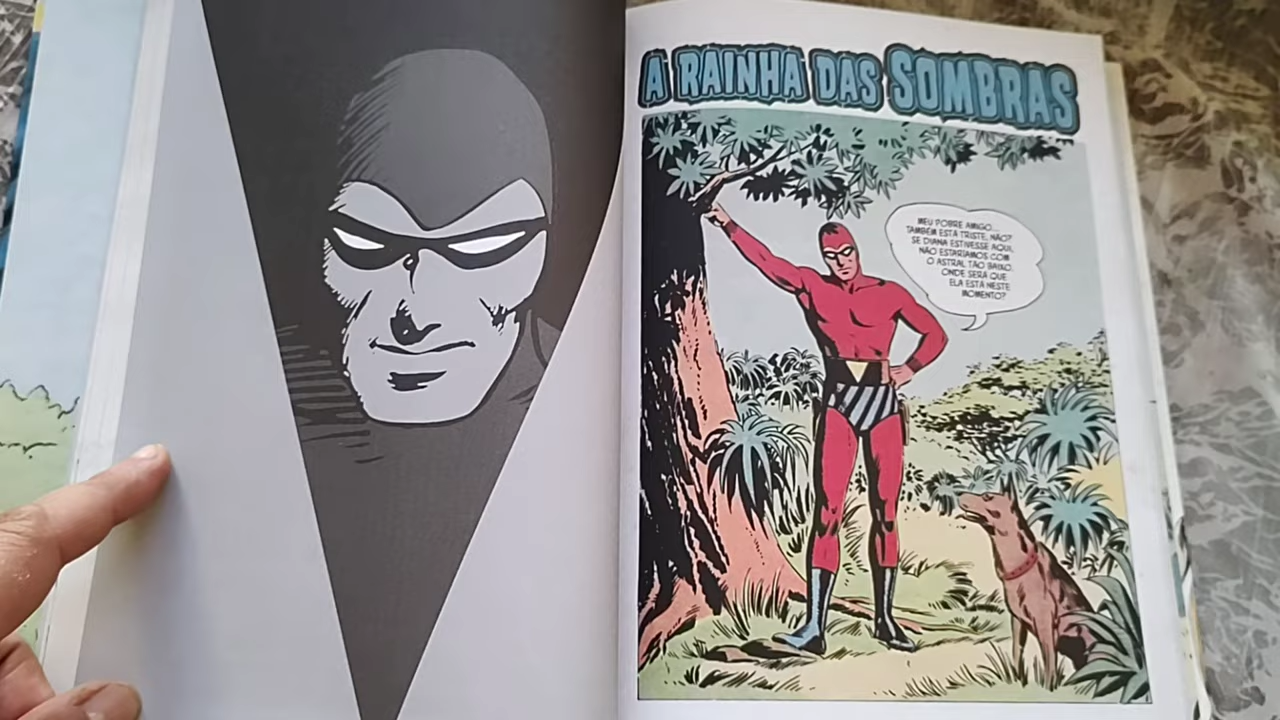 A RAINHA DAS SOMBRAS
MEU POBRE AMIGO...
TAMBÉM ESTÁ TRISTE, NÃO?
SE DIANA ESTIVESSE AQUI,
NÃO ESTARÍAMOS COM
O ASTRAL TÃO BAIXO.
ONDE SERÁ QUE
ELA ESTÁ NESTE
MOMENTO?